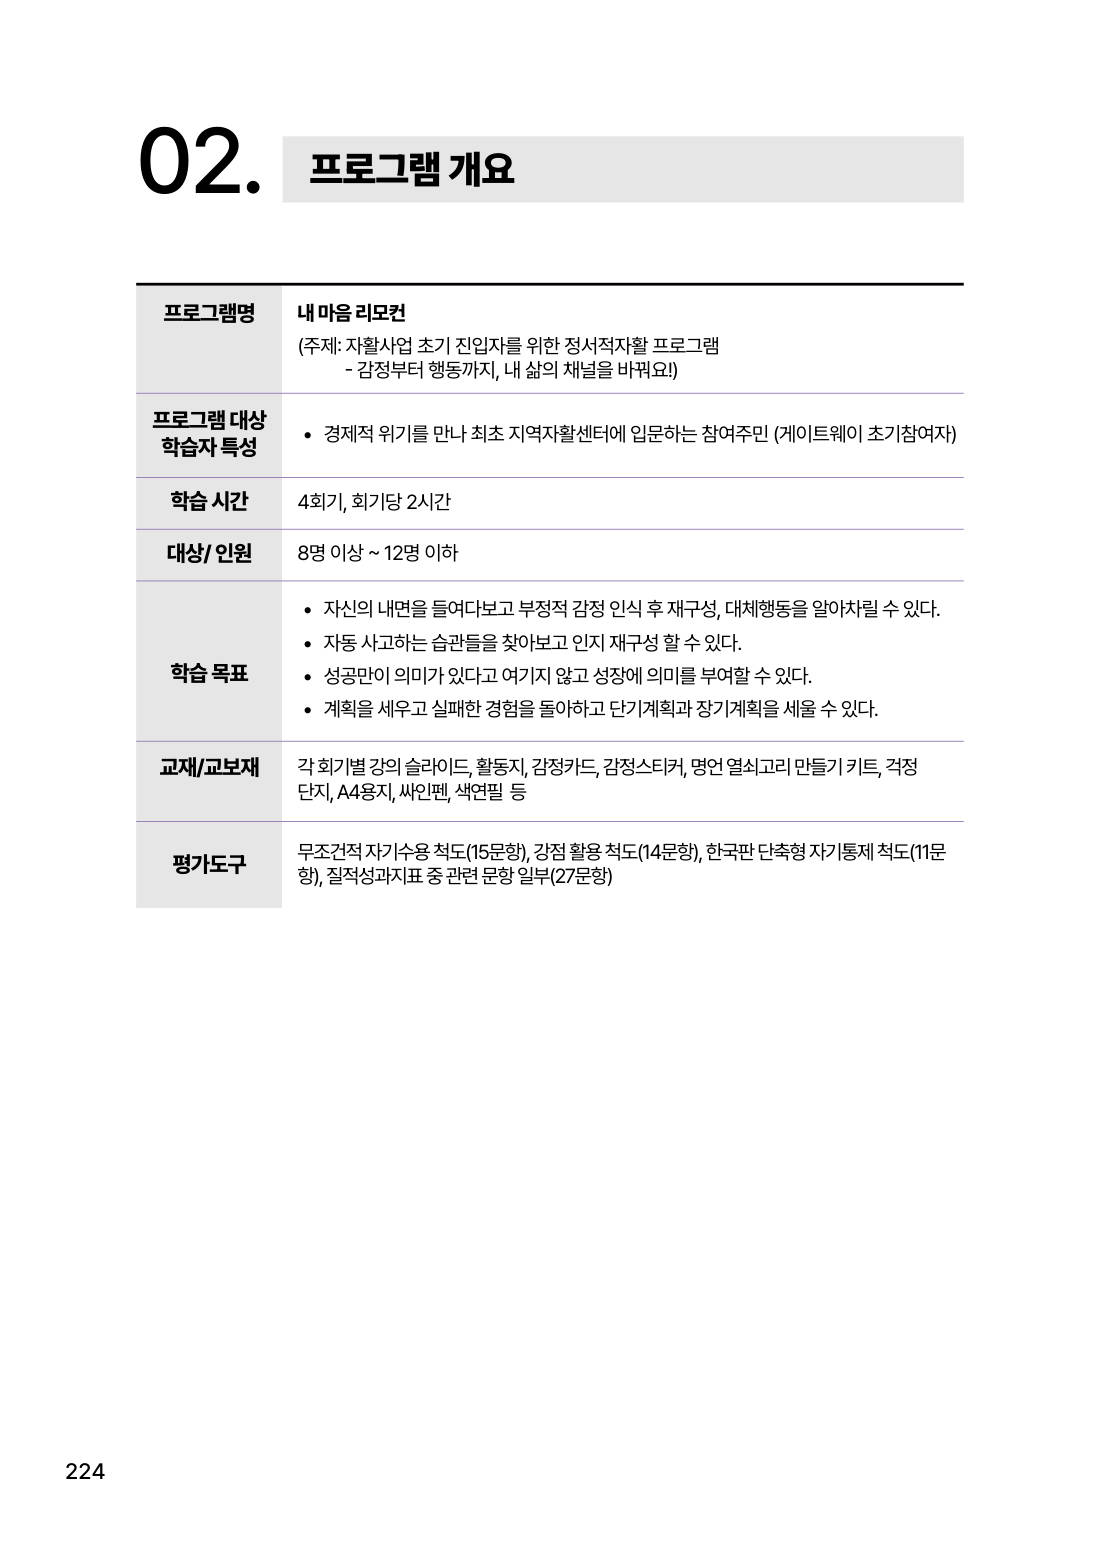 02. 프로그램 개요
프로그램명
내 마음 리모컨
(주제: 자활사업 초기 진입자를 위한 정서적자활 프로그램
- 감정부터 행동까지, 내 삶의 채널을 바꿔요!)
프로그램 대상
학습자 특성
• 경제적 위기를 만나 최초 지역자활센터에 입문하는 참여주민 (게이트웨이 초기참여자)
학습 시간
4회기, 회기당 2시간
대상/ 인원
8명 이상 ~ 12명 이하
학습 목표
• 자신의 내면을 들여다보고 부정적 감정 인식 후 재구성, 대체행동을 알아차릴 수 있다.
• 자동 사고하는 습관들을 찾아보고 인지 재구성 할 수 있다.
• 성공만이 의미가 있다고 여기지 않고 성장에 의미를 부여할 수 있다.
• 계획을 세우고 실패한 경험을 돌아하고 단기계획과 장기계획을 세울 수 있다.
교재/교보재
각 회기별 강의 슬라이드, 활동지, 감정카드, 감정스티커, 명언 열쇠고리 만들기 키트, 걱정
단지, A4용지, 싸인펜, 색연필 등
평가도구
무조건적 자기수용 척도(15문항), 강점 활용 척도(14문항), 한국판 단축형 자기통제 척도(11문
항), 질적성과지표 중 관련 문항 일부(27문항)
224